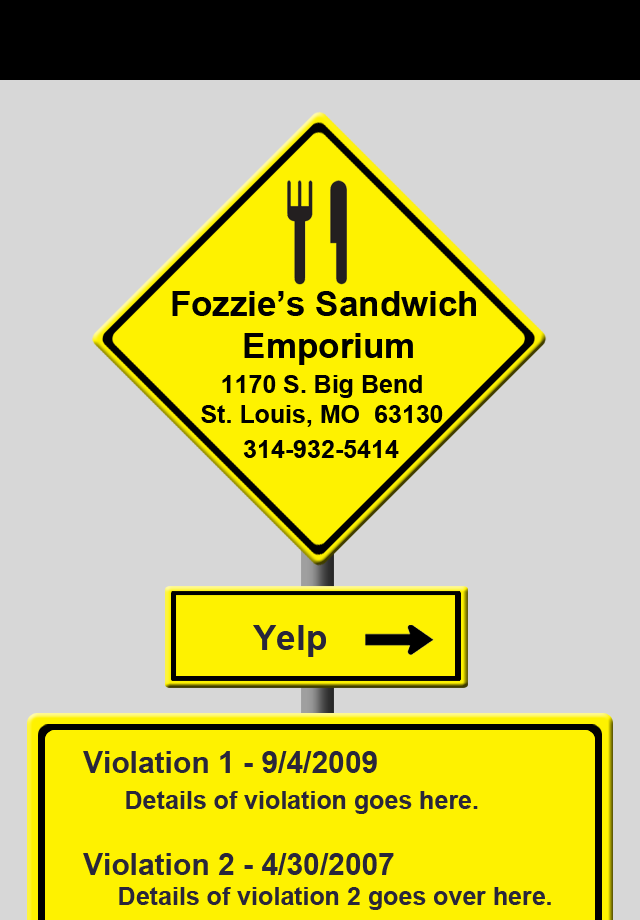 Fozzie’s Sandwich
Emporium
1170 S. Big Bend
St. Louis, MO  63130
314-932-5414
Yelp
Violation 1 - 9/4/2009
Details of violation goes here.
Violation 2 - 4/30/2007
Details of violation 2 goes over here.